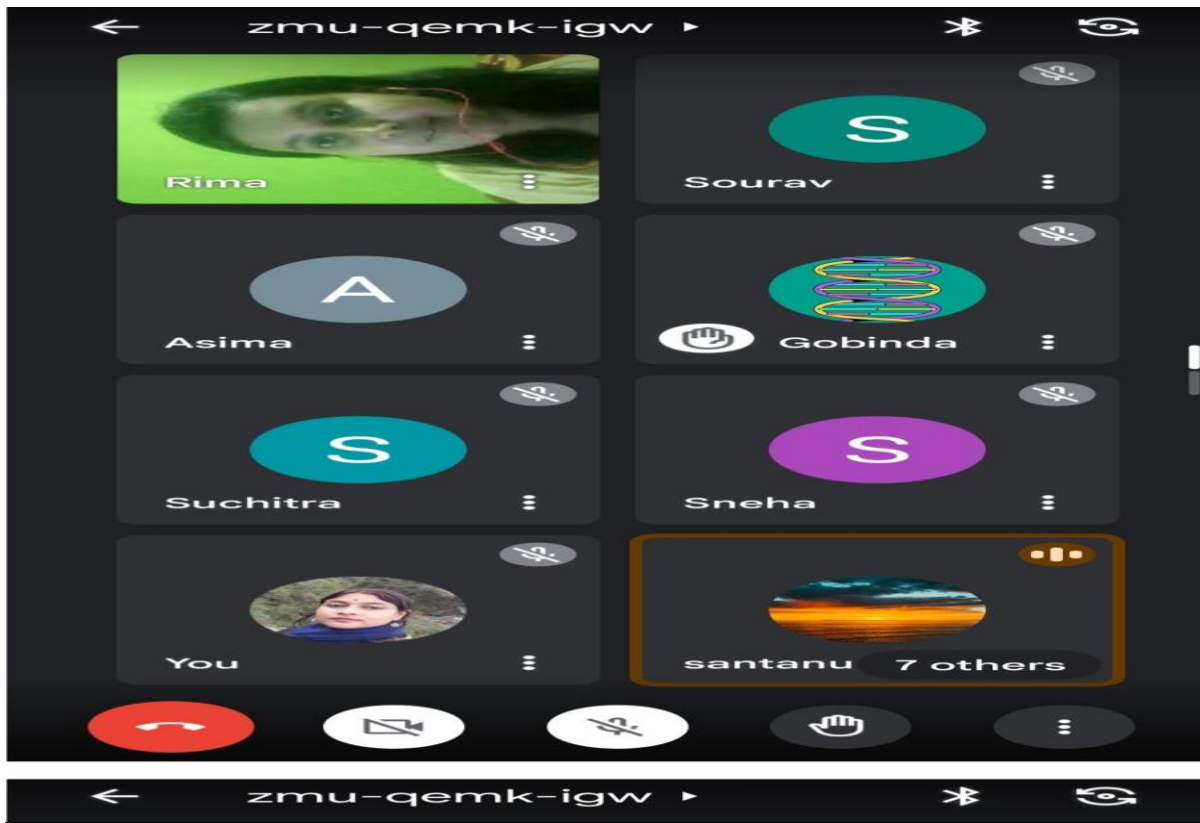 zmu-qemk-igw
Rima
S
Sourav
A
Asima
Gobinda
S
Suchitra
S
Sneha
You
santanu 7 others
zmu-qemk-igw